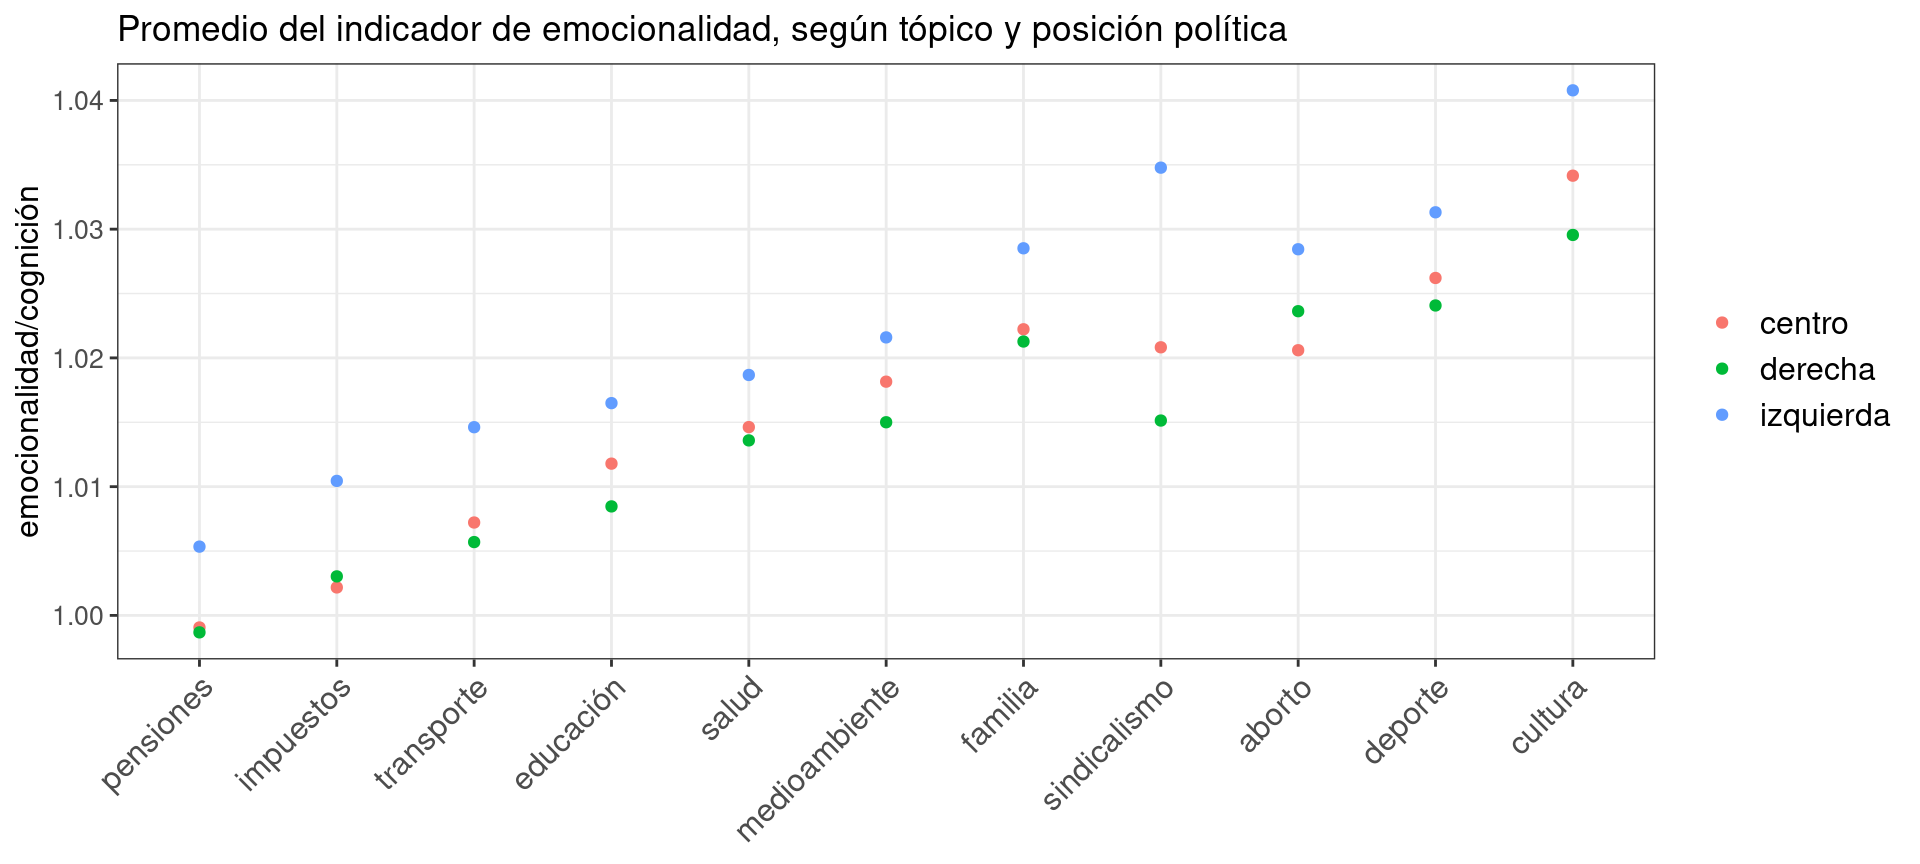 Promedio del indicador de emocionalidad, según tópico y posición política
emocionalidad/cognición
1.04
1.03
1.02
1.01
1.00
pensiones
impuestos
transporte
educación
salud
medioambiente
familia
sindicalismo
aborto
deporte
cultura
centro
derecha
izquierda